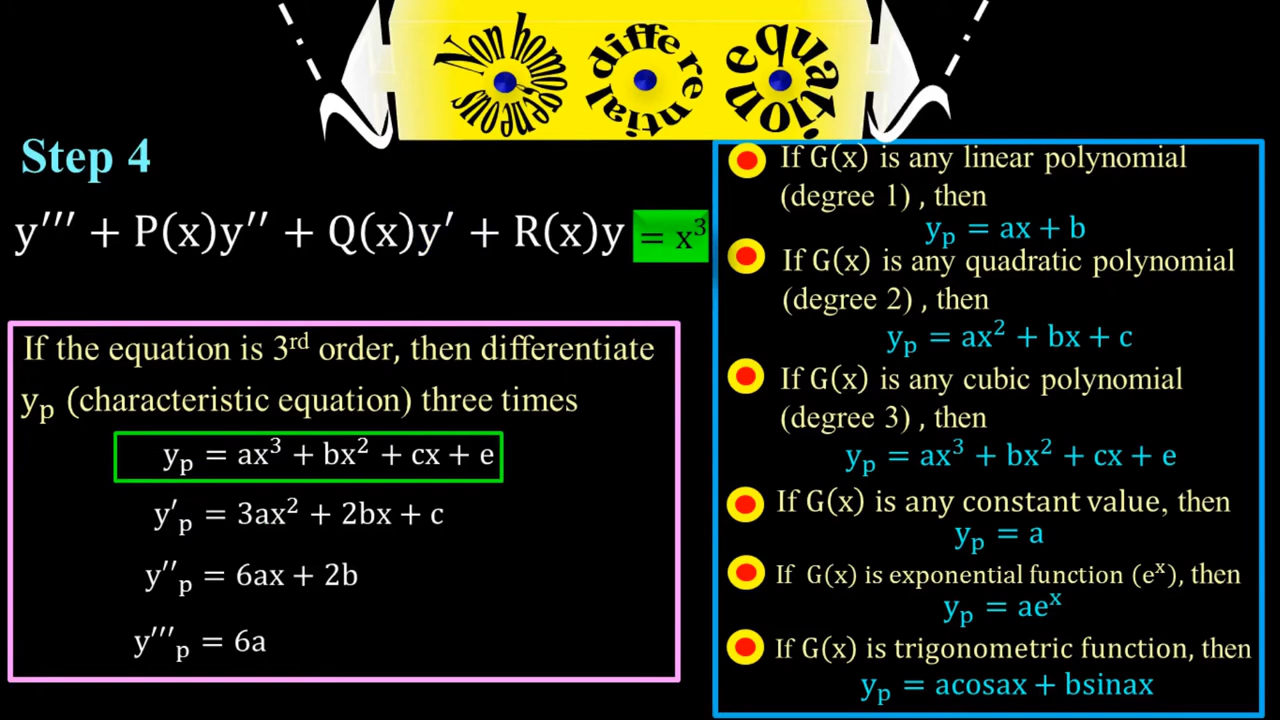 Non homogeneous differential equation
Step 4
y′′′ + P(x)y′′ + Q(x)y′ + R(x)y = x³
If the equation is 3ʳᵈ order, then differentiate
yₚ (characteristic equation) three times
yₚ = ax³ + bx² + cx + e
y′ₚ = 3ax² + 2bx + c
y′′ₚ = 6ax + 2b
y′′′ₚ = 6a
If G(x) is any linear polynomial
(degree 1) , then
yₚ = ax + b
If G(x) is any quadratic polynomial
(degree 2) , then
yₚ = ax² + bx + c
If G(x) is any cubic polynomial
(degree 3) , then
yₚ = ax³ + bx² + cx + e
If G(x) is any constant value, then
yₚ = a
If G(x) is exponential function (eˣ), then
yₚ = aeˣ
If G(x) is trigonometric function, then
yₚ = acosax + bsinax